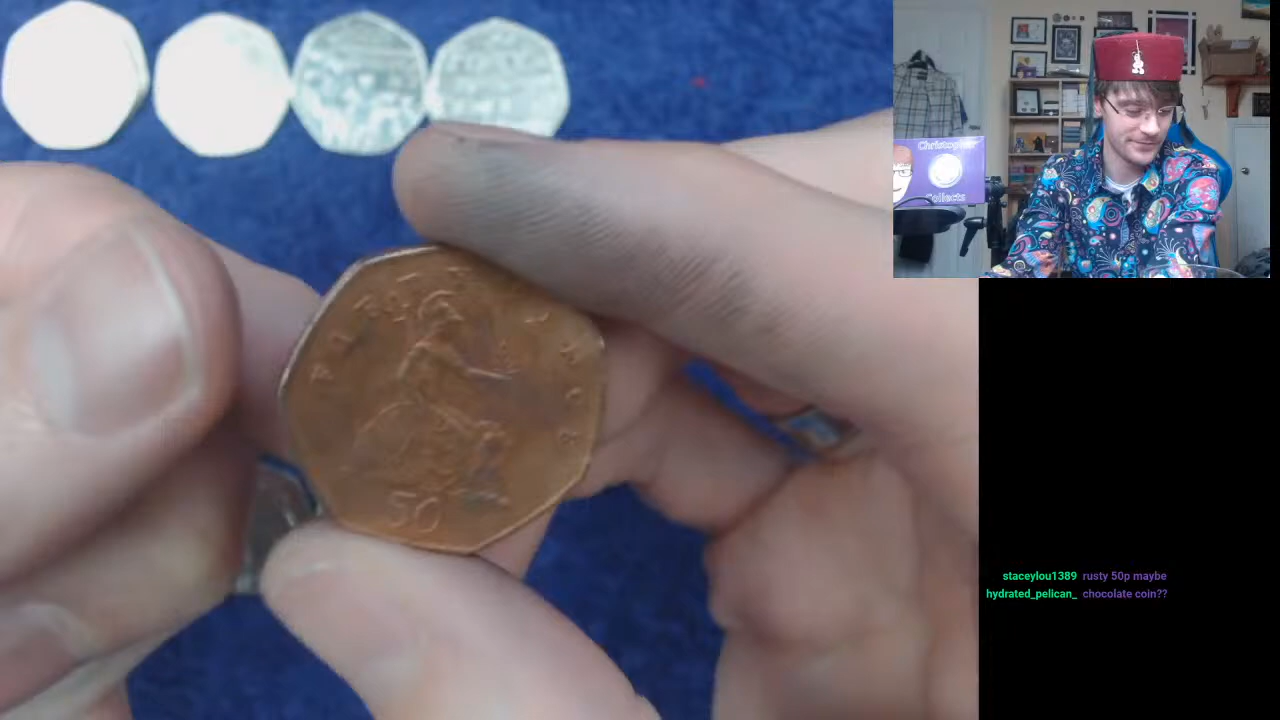 Christopher
Collects
50
staceylou1389 rusty 50p maybe
hydrated_pelican_ chocolate coin??